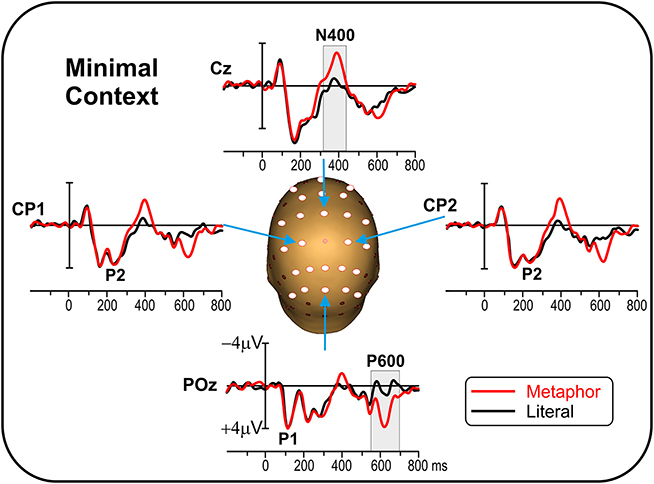 Minimal
Context
N400
Cz
0 200 400 600 800
CP1
P2
0 200 400 600 800
CP2
P2
0 200 400 600 800
−4μV
P600
POz
+4μV
P1
0 200 400 600 800 ms
Metaphor
Literal